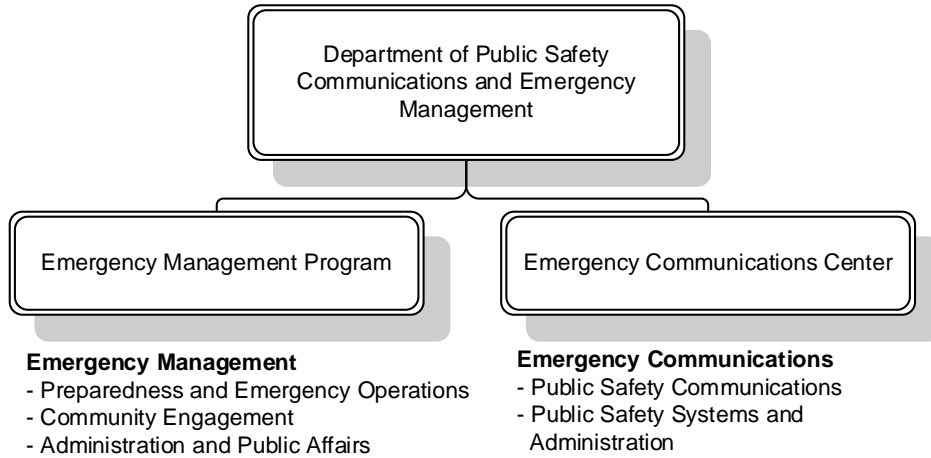 Department of Public Safety
Communications and Emergency
Management
Emergency Management Program
Emergency Communications Center
Emergency Management
- Preparedness and Emergency Operations
- Community Engagement
- Administration and Public Affairs
Emergency Communications
- Public Safety Communications
- Public Safety Systems and
Administration